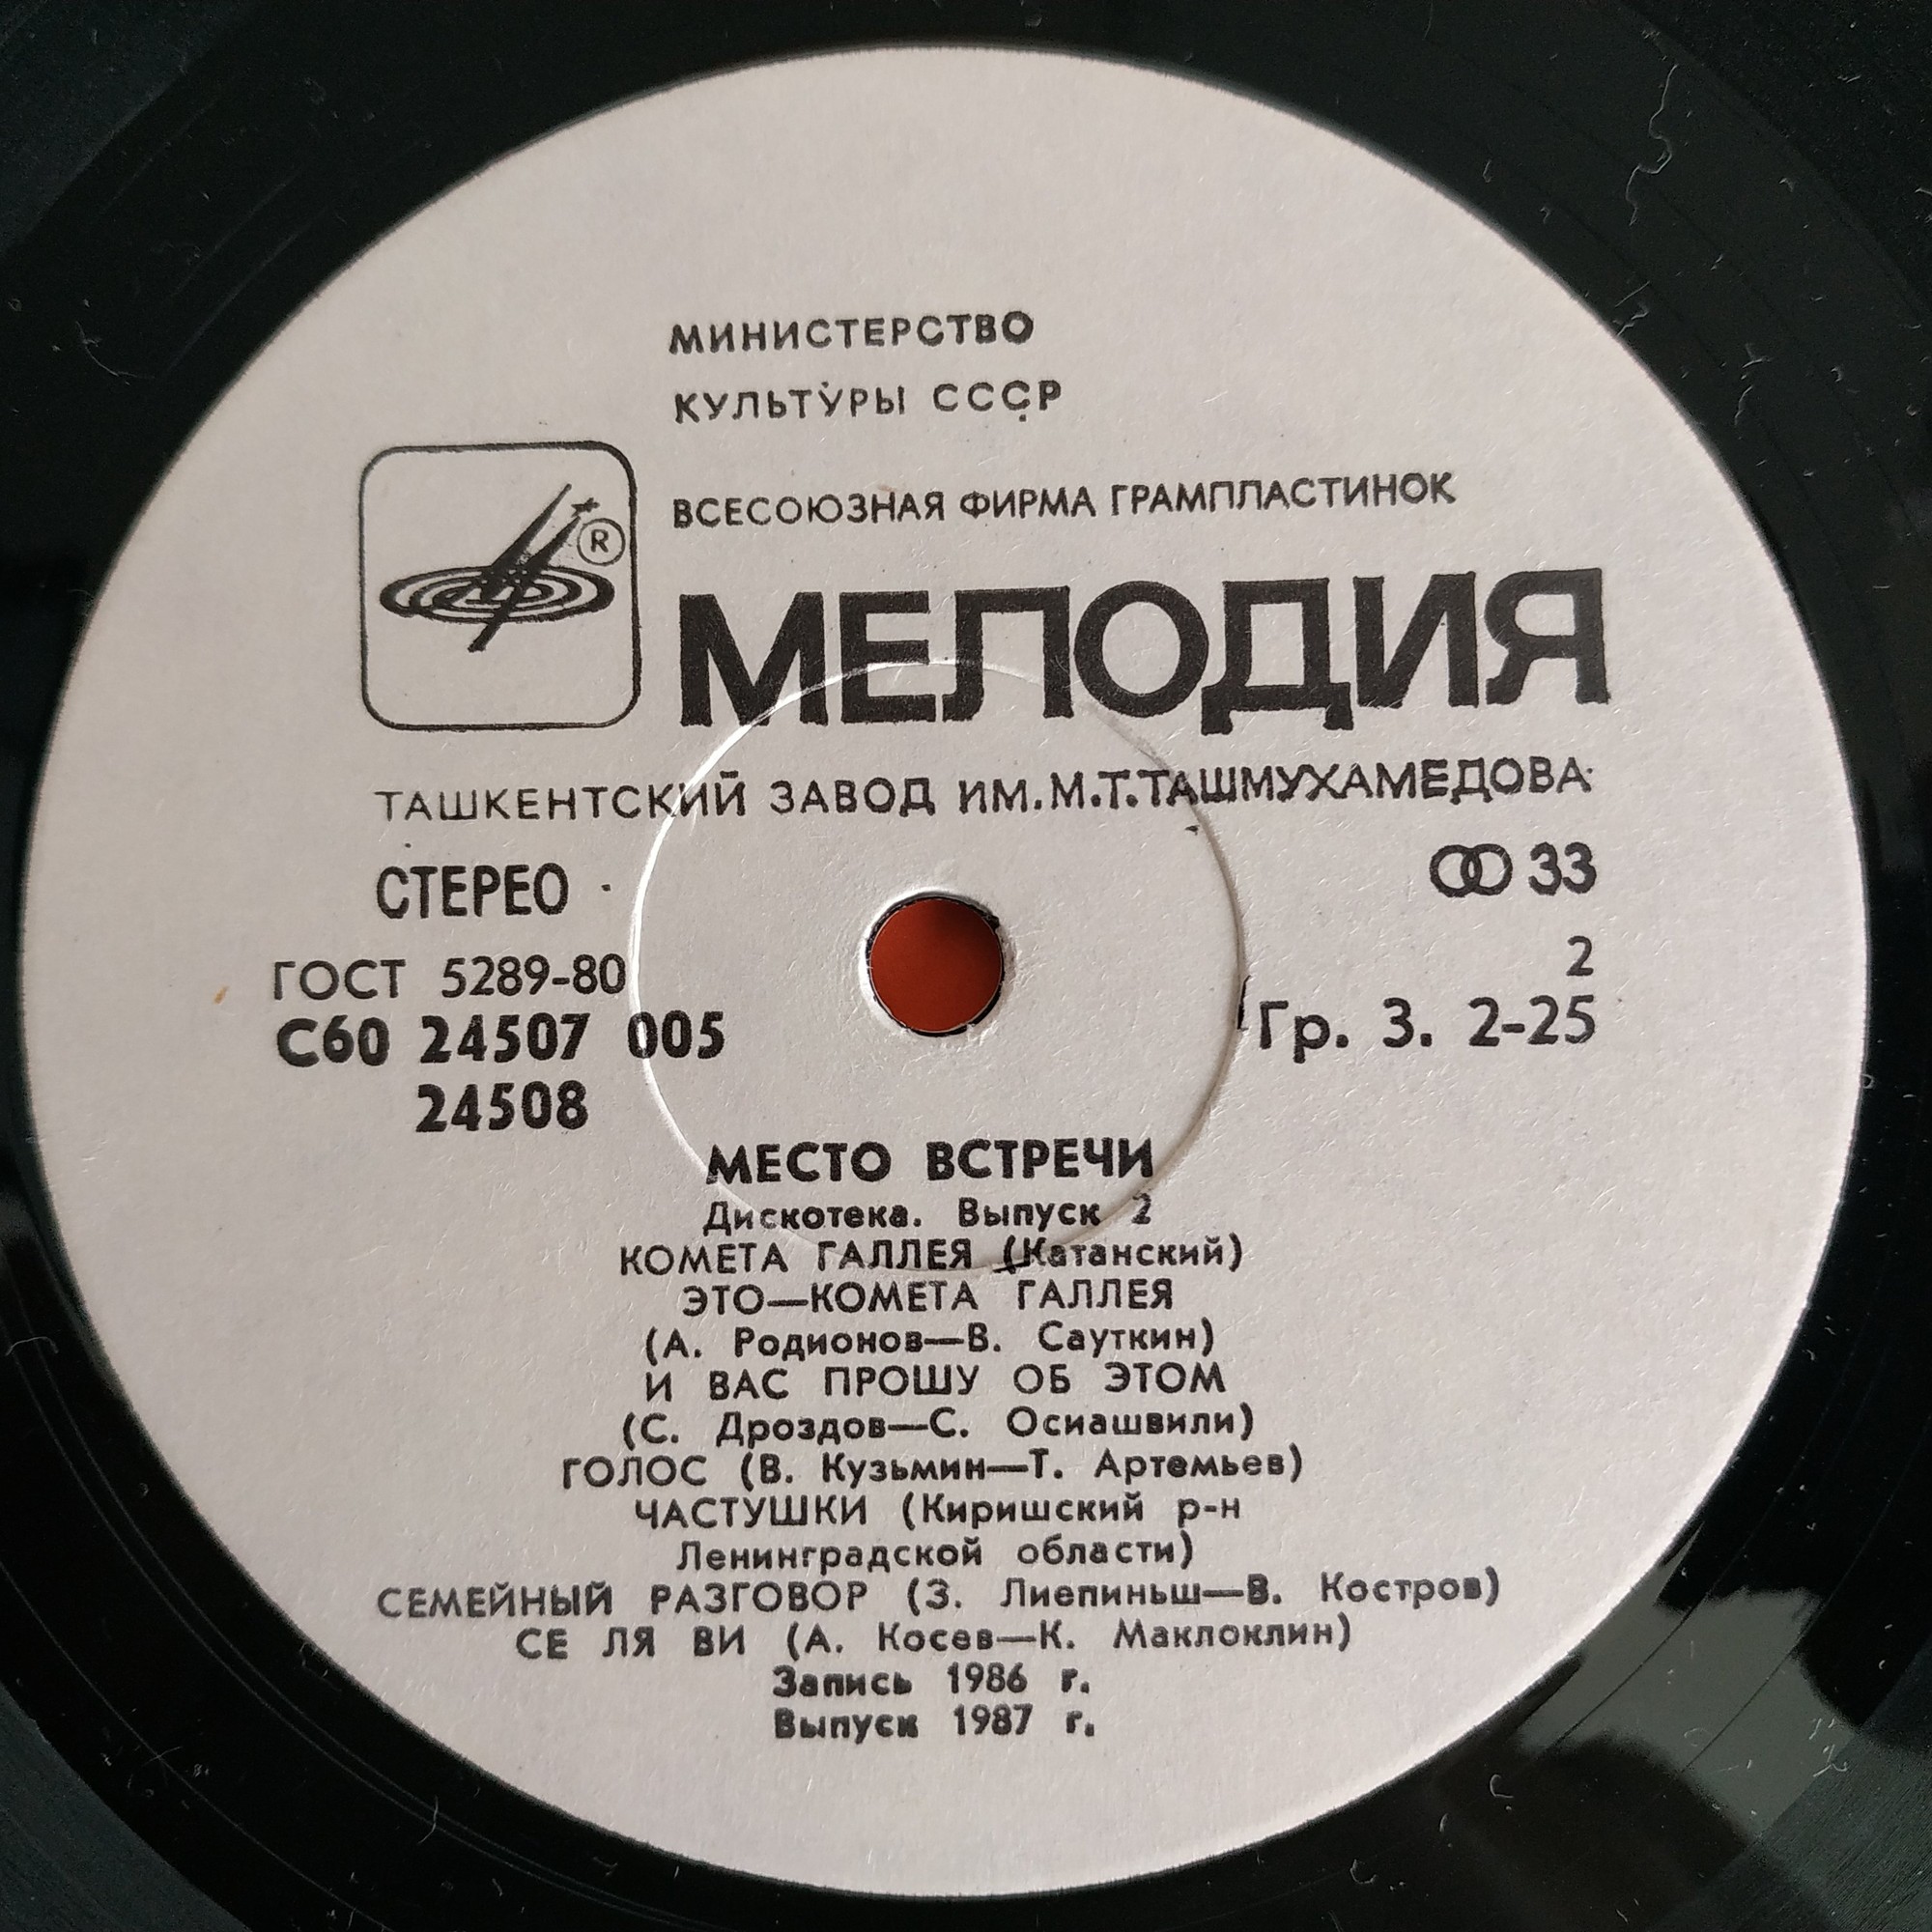 МИНИСТЕРСТВО
КУЛЬТУРЫ СССР
ВСЕСОЮЗНАЯ ФИРМА ГРАМПЛАСТИНОК
®
МЕЛОДИЯ
ТАШКЕНТСКИЙ ЗАВОД ИМ.М.Т.ТАШМУХАМЕДОВА
СТЕРЕО
33
ГОСТ 5289-80
2
С60 24507 005
Гр. 3. 2-25
24508
МЕСТО ВСТРЕЧИ
Дискотека. Выпуск 2
КОМЕТА ГАЛЛЕЯ (Катанский)
ЭТО—КОМЕТА ГАЛЛЕЯ
(А. Родионов—В. Сауткин)
И ВАС ПРОШУ ОБ ЭТОМ
(С. Дроздов—С. Осиашвили)
ГОЛОС (В. Кузьмин—Т. Артемьев)
ЧАСТУШКИ (Киришский р-н
Ленинградской области)
СЕМЕЙНЫЙ РАЗГОВОР (З. Лиепиньш—В. Костров)
СЕ ЛЯ ВИ (А. Косев—К. Маклоклин)
Запись 1986 г.
Выпуск 1987 г.